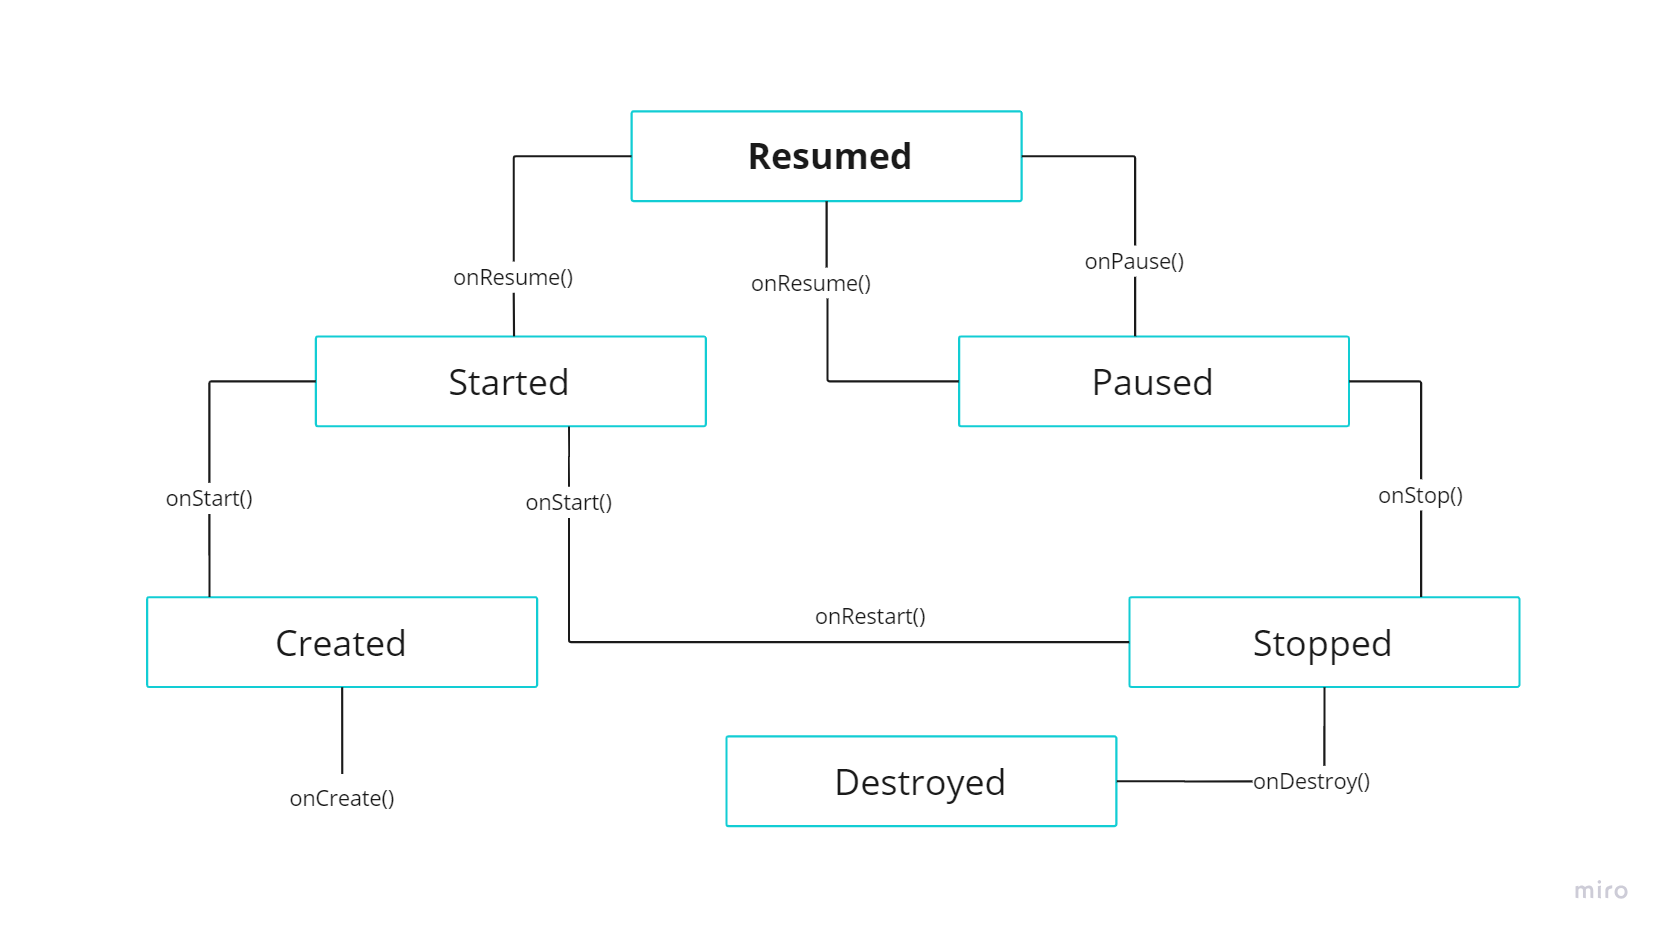 Resumed
onResume()
onResume()
onPause()
Started
Paused
onStart()
onStart()
onStop()
onRestart()
Created
Stopped
Destroyed
onDestroy()
onCreate()
miro